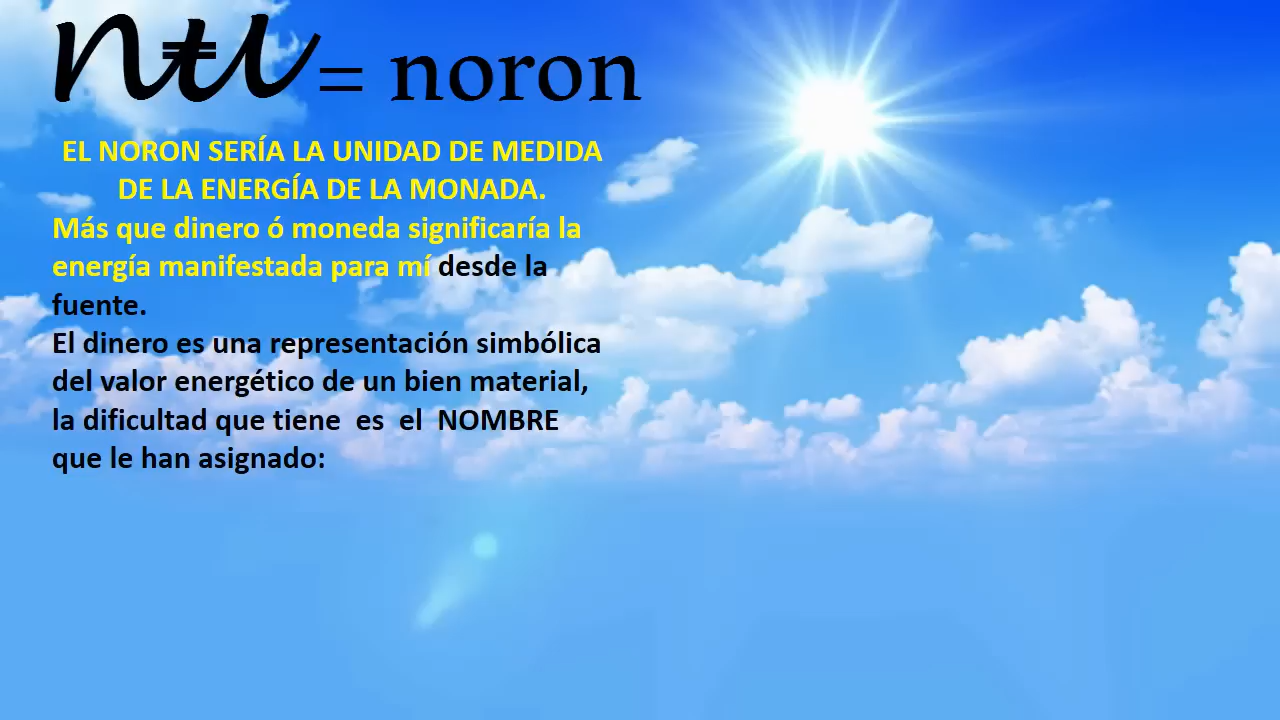 = noron
EL NORON SERÍA LA UNIDAD DE MEDIDA
DE LA ENERGÍA DE LA MONADA.
Más que dinero ó moneda significaría la
energía manifestada para mí desde la
fuente.
El dinero es una representación simbólica
del valor energético de un bien material,
la dificultad que tiene  es  el  NOMBRE
que le han asignado: